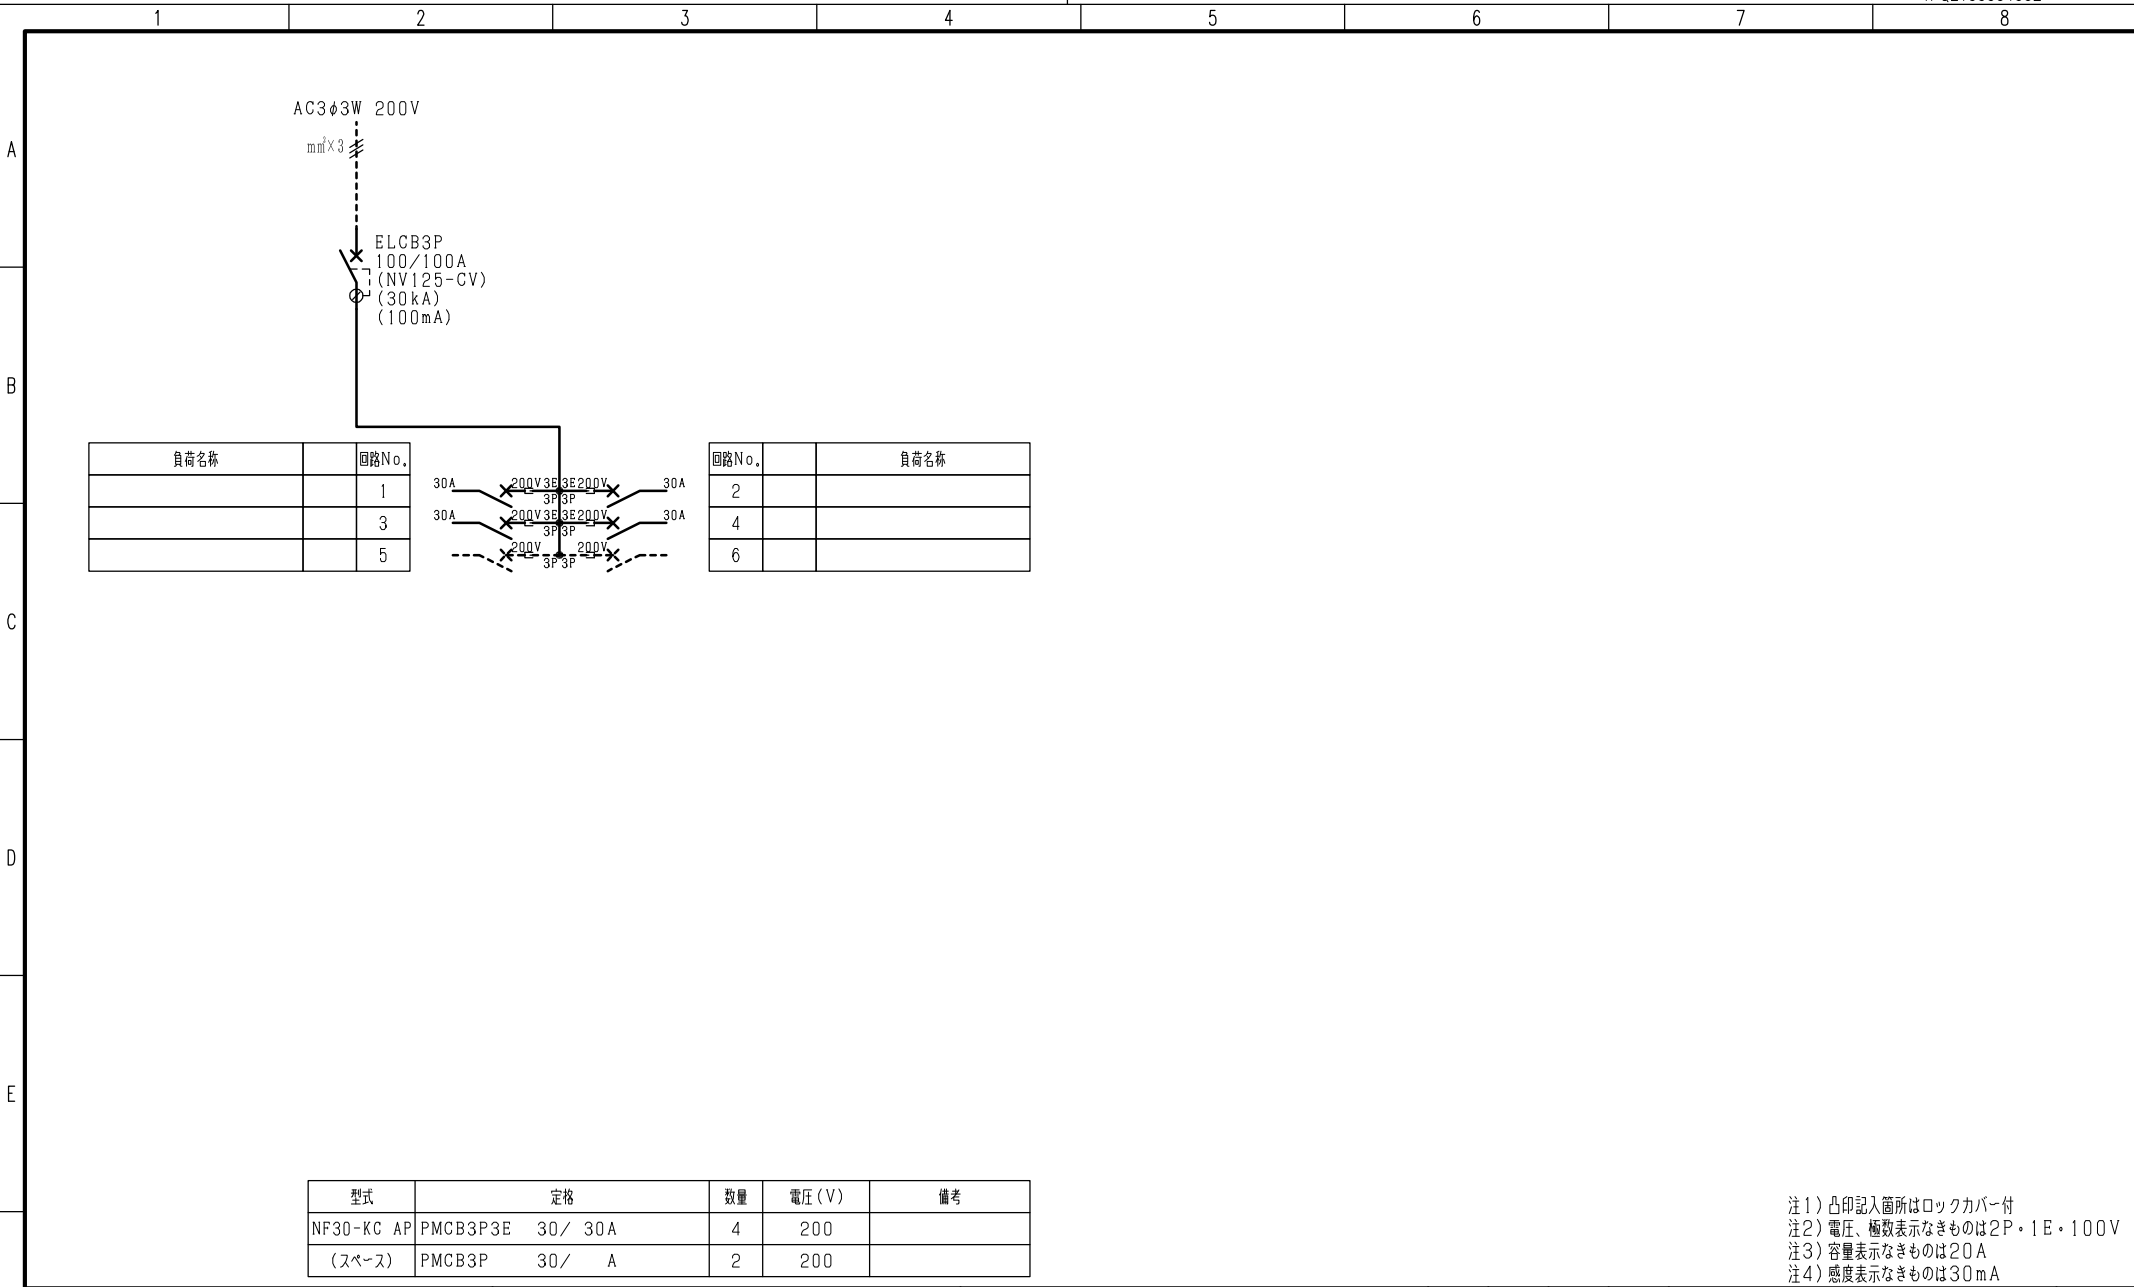 1 2 3 4 5 6 7 8
A
B
C
D
E
AC3φ3W 200V
mm²×3
ELCB3P
100/100A
(NV125-CV)
(30kA)
(100mA)
負荷名称 回路No.
1
3
5
30A 200V 3E 3E 200V 30A
3P 3P
30A 200V 3E 3E 200V 30A
3P 3P
200V 200V
3P 3P
回路No. 負荷名称
2
4
6
型式 定格 数量 電圧(V) 備考
NF30-KC AP PMCB3P3E 30/ 30A 4 200
(スペース) PMCB3P 30/ A 2 200
注1)凸印記入箇所はロックカバー付
注2)電圧、極数表示なきものは2P・1E・100V
注3)容量表示なきものは20A
注4)感度表示なきものは30mA